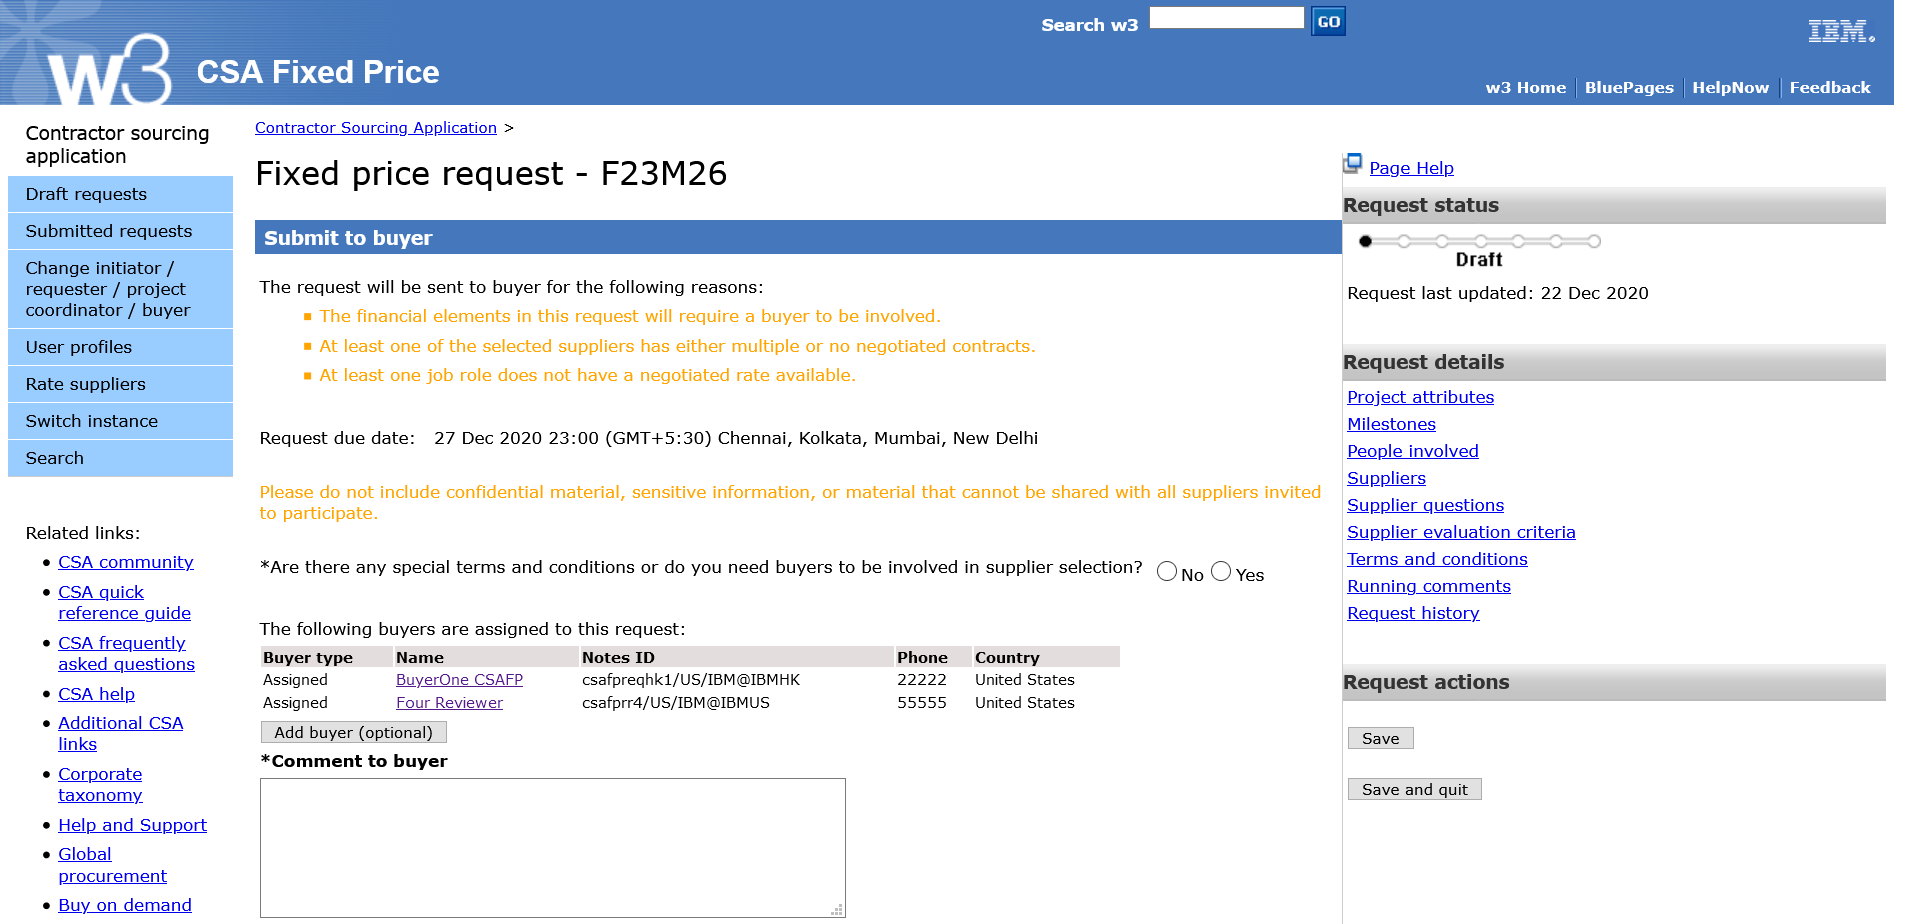 Search w3
GO
IBM.
w3
CSA Fixed Price
w3 Home
BluePages
HelpNow
Feedback
Contractor sourcing
application
Draft requests
Submitted requests
Change initiator /
requester / project
coordinator / buyer
User profiles
Rate suppliers
Switch instance
Search
Related links:
CSA community
CSA quick
reference guide
CSA frequently
asked questions
CSA help
Additional CSA
links
Corporate
taxonomy
Help and Support
Global
procurement
Buy on demand
Contractor Sourcing Application >
Fixed price request - F23M26
Submit to buyer
The request will be sent to buyer for the following reasons:
The financial elements in this request will require a buyer to be involved.
At least one of the selected suppliers has either multiple or no negotiated contracts.
At least one job role does not have a negotiated rate available.
Request due date: 27 Dec 2020 23:00 (GMT+5:30) Chennai, Kolkata, Mumbai, New Delhi
Please do not include confidential material, sensitive information, or material that cannot be shared with all suppliers invited
to participate.
*Are there any special terms and conditions or do you need buyers to be involved in supplier selection? No Yes
The following buyers are assigned to this request:
Buyer type Name Notes ID Phone Country
Assigned BuyerOne CSAFP csafpreqhk1/US/IBM@IBMHK 22222 United States
Assigned Four Reviewer csafprr4/US/IBM@IBMUS 55555 United States
Add buyer (optional)
*Comment to buyer
Page Help
Request status
Draft
Request last updated: 22 Dec 2020
Request details
Project attributes
Milestones
People involved
Suppliers
Supplier questions
Supplier evaluation criteria
Terms and conditions
Running comments
Request history
Request actions
Save
Save and quit